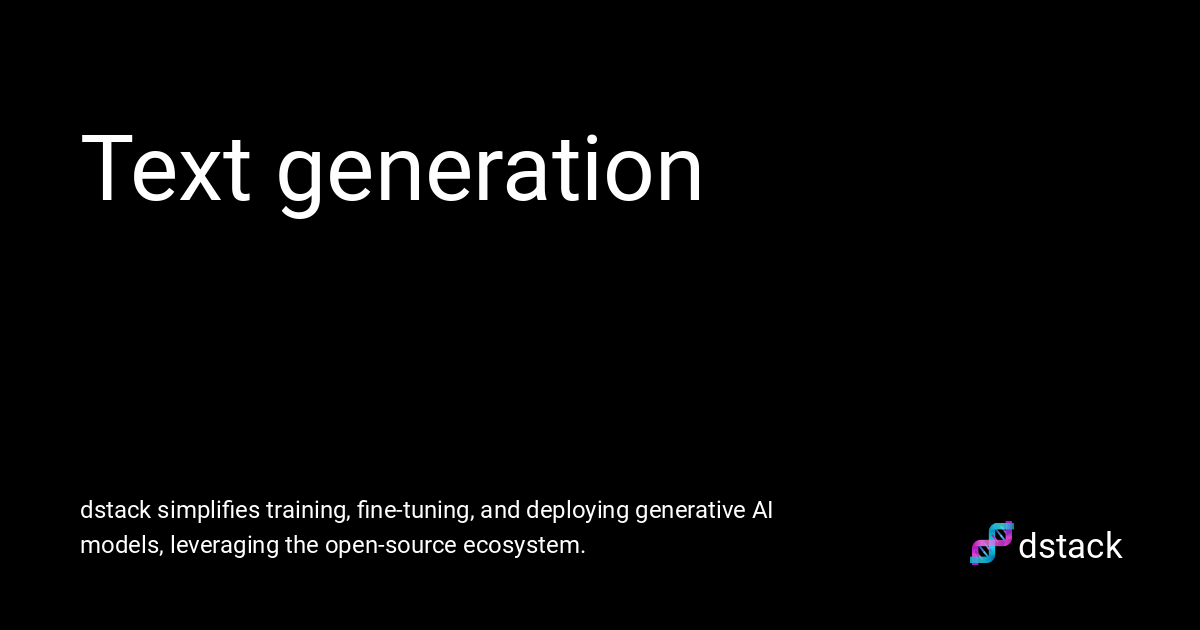 Text generation
dstack simplifies training, fine-tuning, and deploying generative AI
models, leveraging the open-source ecosystem.
dstack